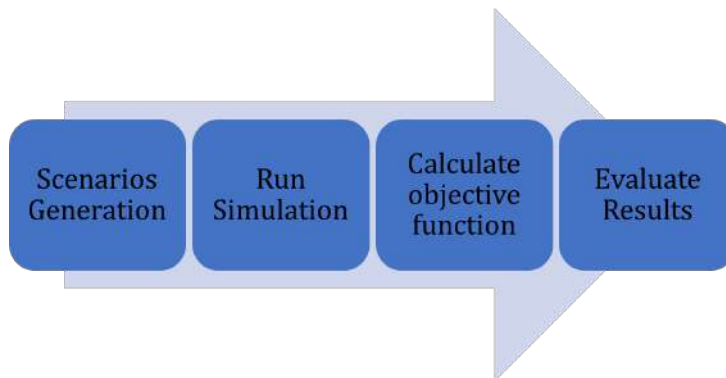 Scenarios
Generation
Run
Simulation
Calculate
objective
function
Evaluate
Results